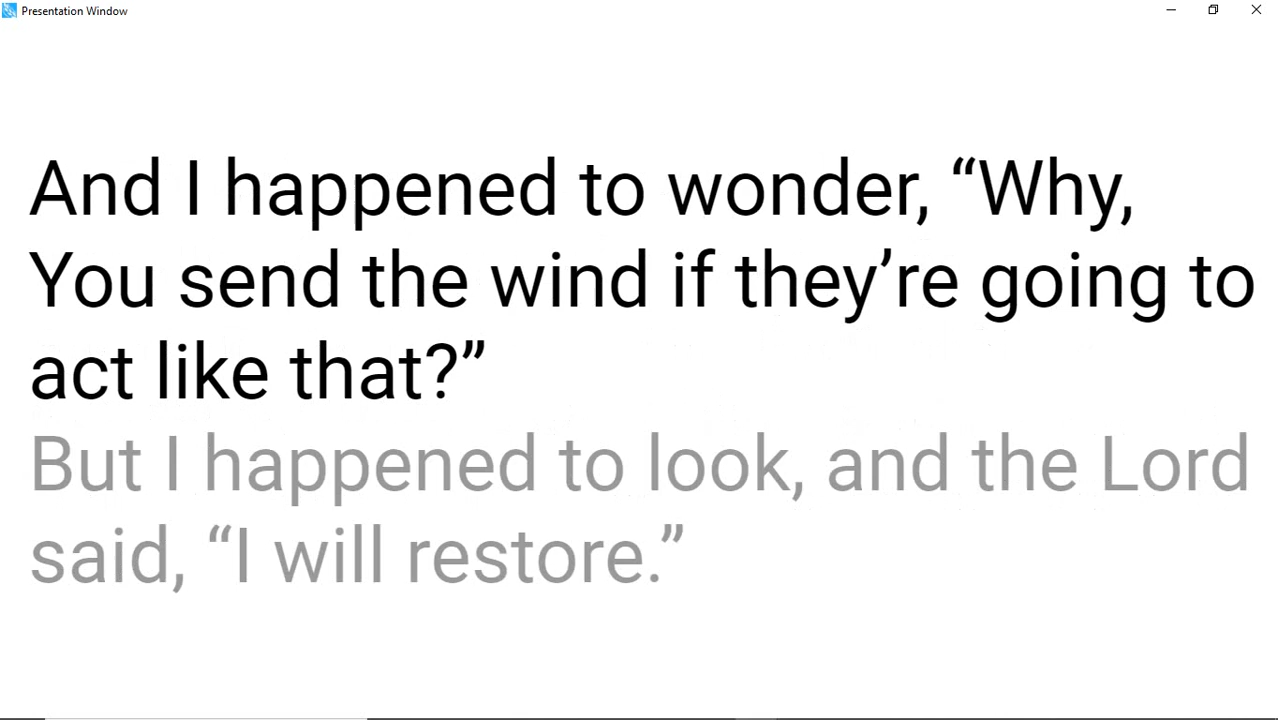 Presentation Window
And I happened to wonder, “Why,
You send the wind if they’re going to
act like that?”
But I happened to look, and the Lord
said, “I will restore.”